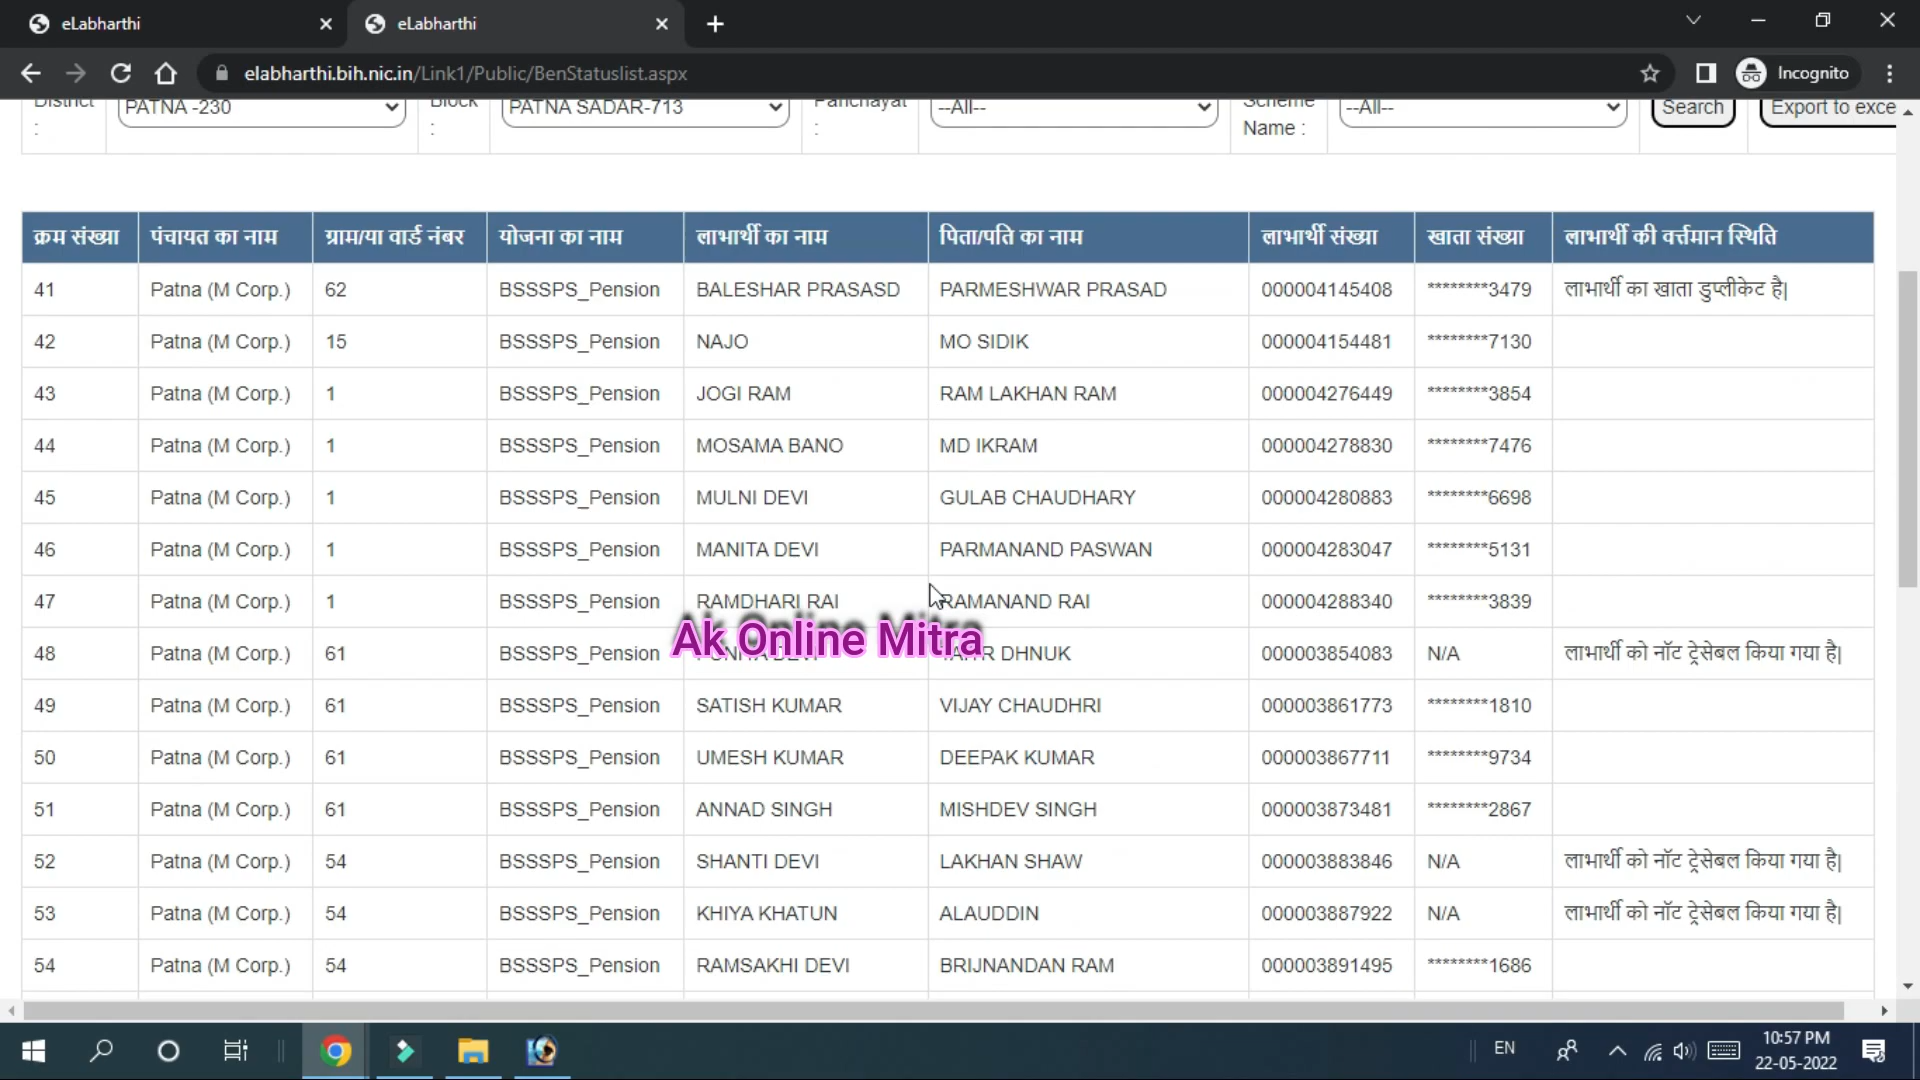 eLabharthi
eLabharthi
elabharthi.bih.nic.in/Link1/Public/BenStatuslist.aspx
Incognito
District : PATNA -230 Block : PATNA SADAR-713 Panchayat : --All-- Scheme Name : --All-- Search Export to exce
क्रम संख्या पंचायत का नाम ग्राम/या वार्ड नंबर योजना का नाम लाभार्थी का नाम पिता/पति का नाम लाभार्थी संख्या खाता संख्या लाभार्थी की वर्त्तमान स्थिति
41 Patna (M Corp.) 62 BSSSPS_Pension BALESHAR PRASASD PARMESHWAR PRASAD 000004145408 ********3479 लाभार्थी का खाता डुप्लीकेट है|
42 Patna (M Corp.) 15 BSSSPS_Pension NAJO MO SIDIK 000004154481 ********7130
43 Patna (M Corp.) 1 BSSSPS_Pension JOGI RAM RAM LAKHAN RAM 000004276449 ********3854
44 Patna (M Corp.) 1 BSSSPS_Pension MOSAMA BANO MD IKRAM 000004278830 ********7476
45 Patna (M Corp.) 1 BSSSPS_Pension MULNI DEVI GULAB CHAUDHARY 000004280883 ********6698
46 Patna (M Corp.) 1 BSSSPS_Pension MANITA DEVI PARMANAND PASWAN 000004283047 ********5131
47 Patna (M Corp.) 1 BSSSPS_Pension RAMDHARI RAI RAMANAND RAI 000004288340 ********3839
Ak Online Mitra
48 Patna (M Corp.) 61 BSSSPS_Pension DEVI DHNUK 000003854083 N/A लाभार्थी को नॉट ट्रेसेबल किया गया है|
49 Patna (M Corp.) 61 BSSSPS_Pension SATISH KUMAR VIJAY CHAUDHRI 000003861773 ********1810
50 Patna (M Corp.) 61 BSSSPS_Pension UMESH KUMAR DEEPAK KUMAR 000003867711 ********9734
51 Patna (M Corp.) 61 BSSSPS_Pension ANNAD SINGH MISHDEV SINGH 000003873481 ********2867
52 Patna (M Corp.) 54 BSSSPS_Pension SHANTI DEVI LAKHAN SHAW 000003883846 N/A लाभार्थी को नॉट ट्रेसेबल किया गया है|
53 Patna (M Corp.) 54 BSSSPS_Pension KHIYA KHATUN ALAUDDIN 000003887922 N/A लाभार्थी को नॉट ट्रेसेबल किया गया है|
54 Patna (M Corp.) 54 BSSSPS_Pension RAMSAKHI DEVI BRIJNANDAN RAM 000003891495 ********1686
EN
10:57 PM
22-05-2022